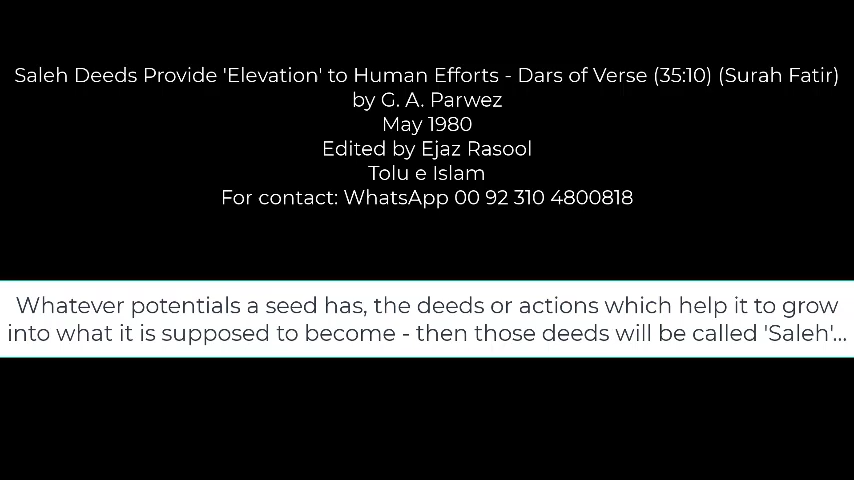 Saleh Deeds Provide 'Elevation' to Human Efforts - Dars of Verse (35:10) (Surah Fatir)
by G. A. Parwez
May 1980
Edited by Ejaz Rasool
Tolu e Islam
For contact: WhatsApp 00 92 310 4800818
Whatever potentials a seed has, the deeds or actions which help it to grow
into what it is supposed to become - then those deeds will be called 'Saleh'...